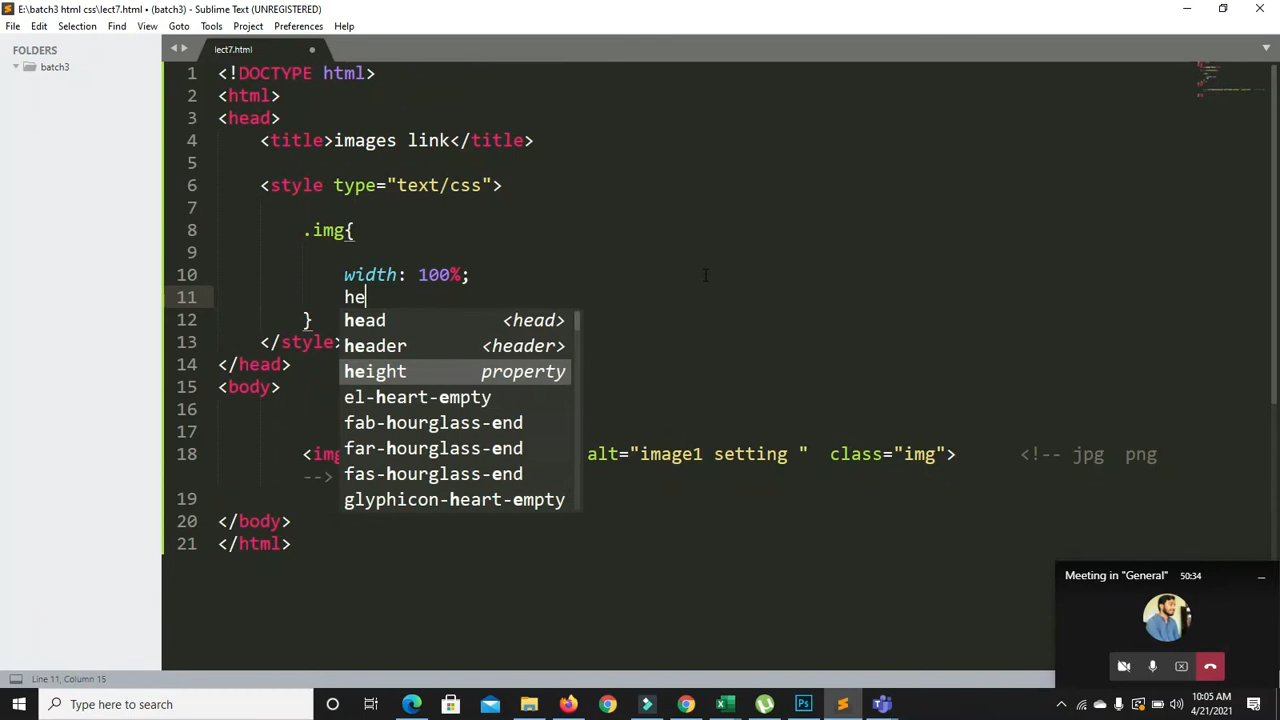 E:\batch3 html css\lect7.html • (batch3) - Sublime Text (UNREGISTERED)
File Edit Selection Find View Goto Tools Project Preferences Help
FOLDERS
batch3
lect7.html
1 <!DOCTYPE html>
2 <html>
3 <head>
4 <title>images link</title>
5
6 <style type="text/css">
7
8 .img{
9
10 width: 100%;
11 he
12 }
13 </style>
14 </head>
15 <body>
16
17
18 <img alt="image1 setting " class="img"> <!-- jpg png
-->
19
20 </body>
21 </html>
head <head>
header <header>
height property
el-heart-empty
fab-hourglass-end
far-hourglass-end
fas-hourglass-end
glyphicon-heart-empty
Meeting in "General" 50:34
Line 11, Column 15
Type here to search
10:05 AM
4/21/2021